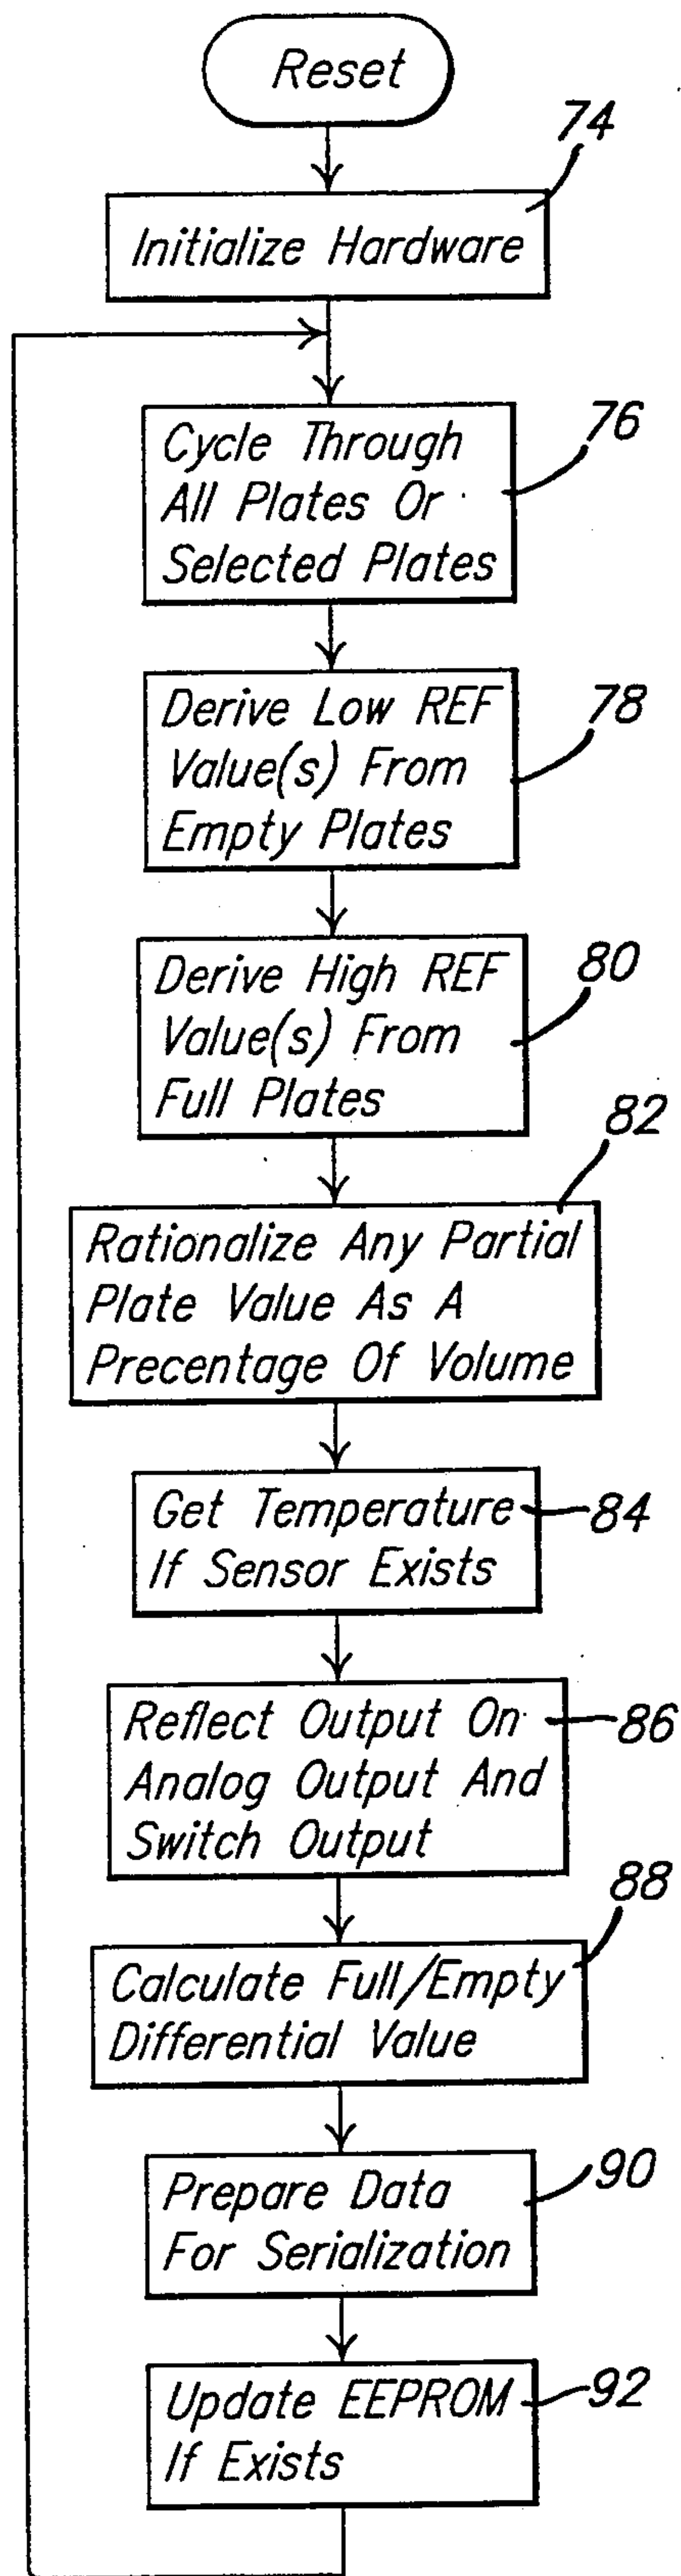 Reset
74
Initialize Hardware
76
Cycle Through
All Plates Or
Selected Plates
78
Derive Low REF
Value(s) From
Empty Plates
80
Derive High REF
Value(s) From
Full Plates
82
Rationalize Any Partial
Plate Value As A
Precentage Of Volume
Get Temperature
If Sensor Exists
84
Reflect Output On
Analog Output And
Switch Output
86
88
Calculate Full/Empty
Differential Value
90
Prepare Data
For Serialization
Update EEPROM
If Exists
92